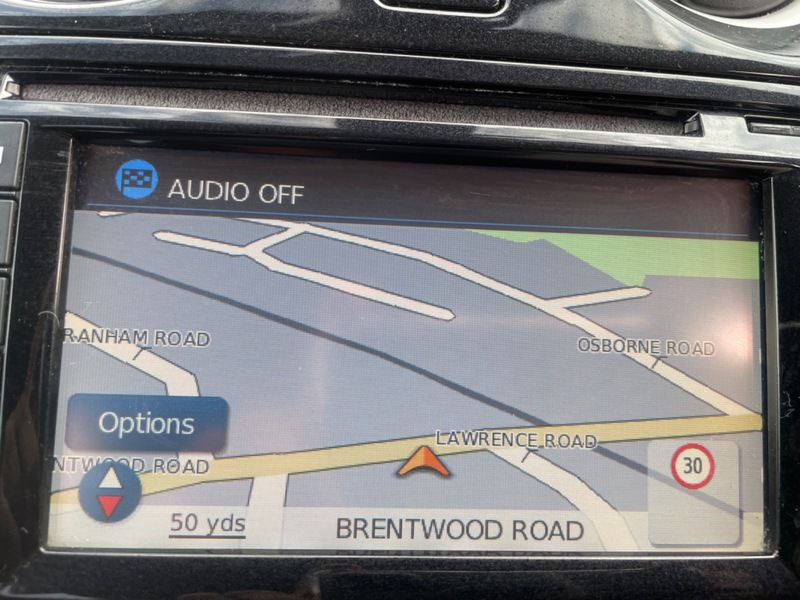 AUDIO OFF
RANHAM ROAD
OSBORNE ROAD
Options
LAWRENCE ROAD
NTWOOD ROAD
30
50 yds
BRENTWOOD ROAD